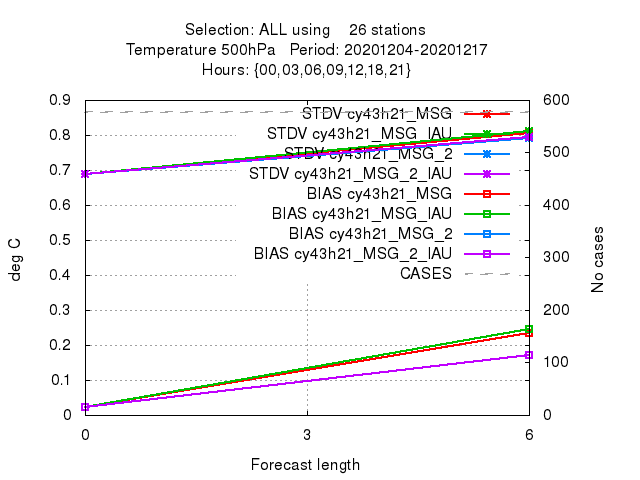 Selection: ALL using 26 stations
Temperature 500hPa Period: 20201204-20201217
Hours: {00,03,06,09,12,18,21}
0.9 600
STDV cy43h21_MSG
STDV cy43h21_MSG_IAU
0.8
STDV cy43h21_MSG_2 500
0.7 STDV cy43h21_MSG_2_IAU
BIAS cy43h21_MSG
0.6 400
BIAS cy43h21_MSG_IAU
BIAS cy43h21_MSG_2
0.5
BIAS cy43h21_MSG_2_IAU 300
0.4 CASES
0.3 200
0.2
100
0.1
0 0
0 3 6
deg C
No cases
Forecast length